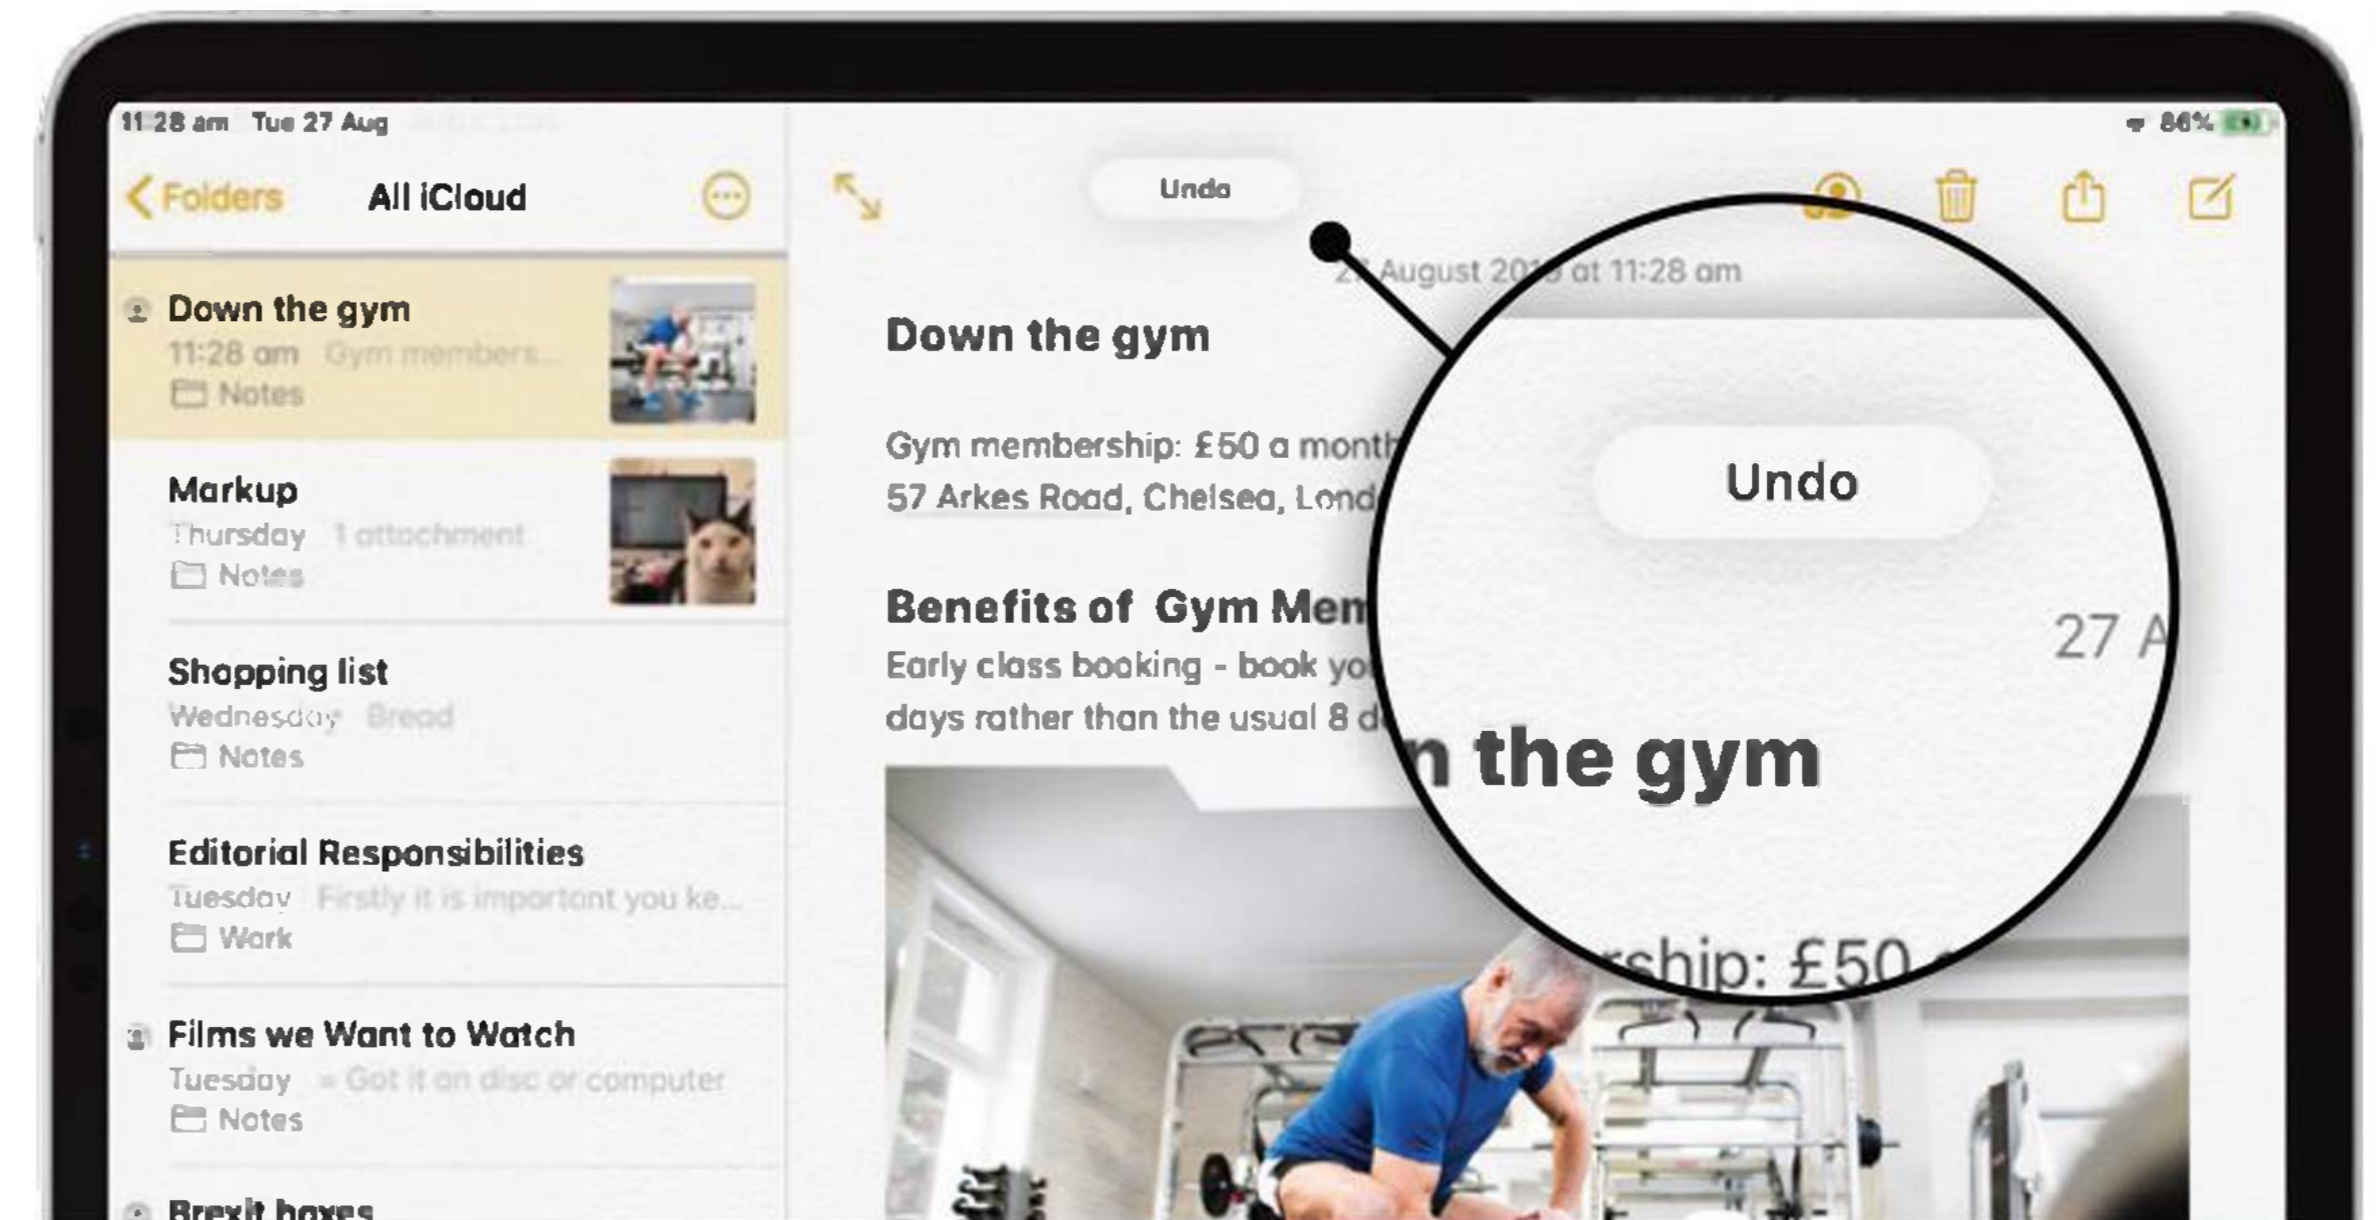 11:28 am Tue 27 Aug
86%
Folders
All iCloud
Undo
Down the gym
11:28 am Gym members...
Notes
Markup
Thursday 1 attachment
Notes
Shopping list
Wednesday Bread
Notes
Editorial Responsibilities
Tuesday Firstly it is important you ke...
Work
Films we Want to Watch
Tuesday = Got it on disc or computer
Notes
Brexit boxes
27 August 2019 at 11:28 am
Down the gym
Gym membership: £50 a month
57 Arkes Road, Chelsea, Lond
Benefits of Gym Mem
Early class booking - book you
days rather than the usual 8 d
Undo
27 A
n the gym
rship: £50